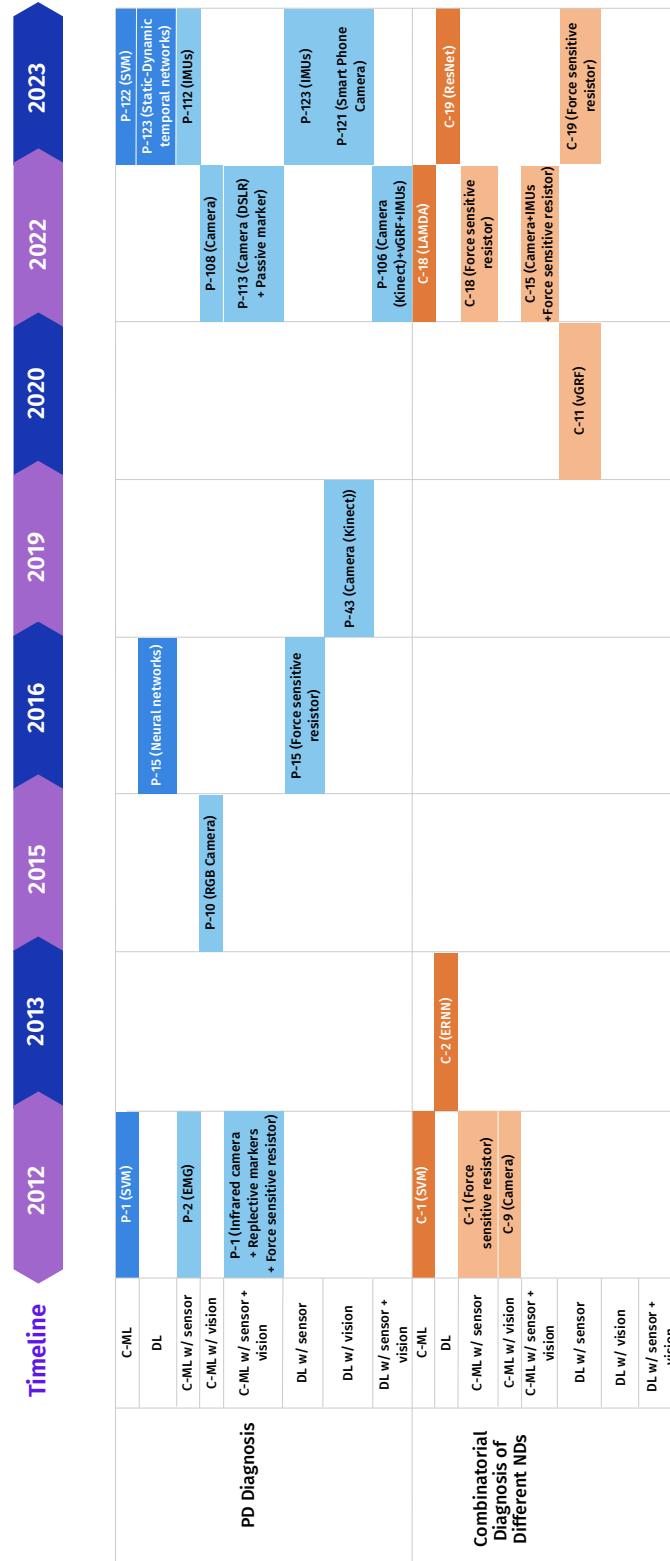 Timeline
2012
2013
2015
2016
2019
2020
2022
2023
PD Diagnosis
C-ML
P-1 (SVM)
P-122 (SVM)
DL
P-15 (Neural networks)
P-123 (Static-Dynamic
temporal networks)
C-ML w/ sensor
P-2 (EMG)
P-112 (IMUs)
C-ML w/ vision
P-10 (RGB Camera)
P-108 (Camera)
C-ML w/ sensor +
vision
P-1 (Infrared camera
+ Replective markers
+ Force sensitive resistor)
P-113 (Camera (DSLR)
+ Passive marker)
DL w/ sensor
P-15 (Force sensitive
resistor)
P-123 (IMUs)
DL w/ vision
P-43 (Camera (Kinect))
P-121 (Smart Phone
Camera)
DL w/ sensor +
vision
P-106 (Camera
(Kinect)+vGRF+IMUs)
Combinatorial
Diagnosis of
Different NDs
C-ML
C-1 (SVM)
C-18 (LAMDA)
DL
C-2 (ERNN)
C-19 (ResNet)
C-ML w/ sensor
C-1 (Force
sensitive resistor)
C-18 (Force sensitive
resistor)
C-ML w/ vision
C-9 (Camera)
C-ML w/ sensor +
vision
C-15 (Camera+IMUs
+Force sensitive resistor)
DL w/ sensor
C-11 (vGRF)
C-19 (Force sensitive
resistor)
DL w/ vision
DL w/ sensor +
vision